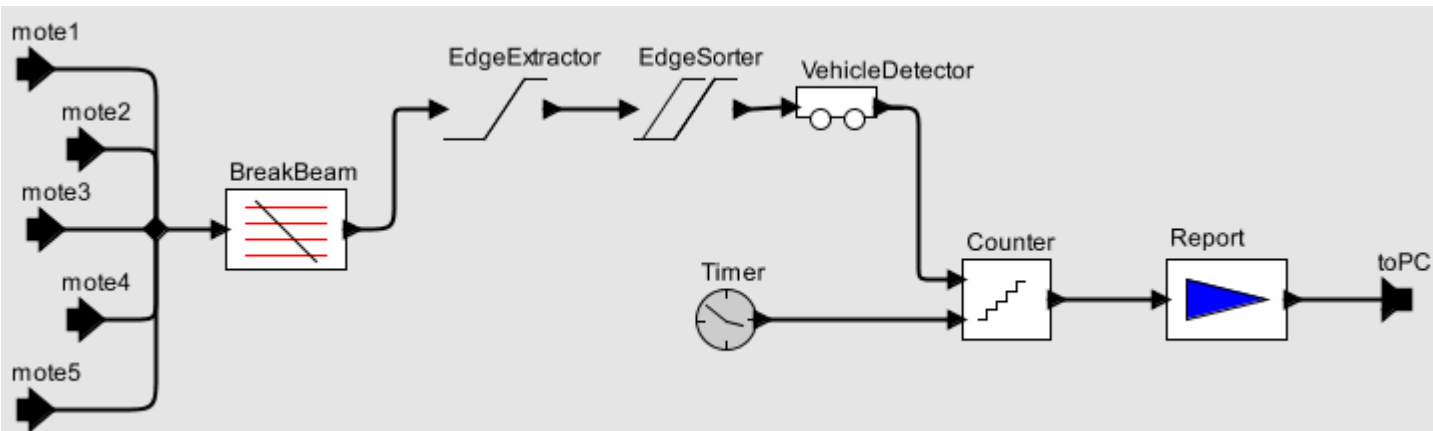 mote1
mote2
mote3
mote4
mote5
BreakBeam
EdgeExtractor
EdgeSorter
VehicleDetector
Timer
Counter
Report
toPC